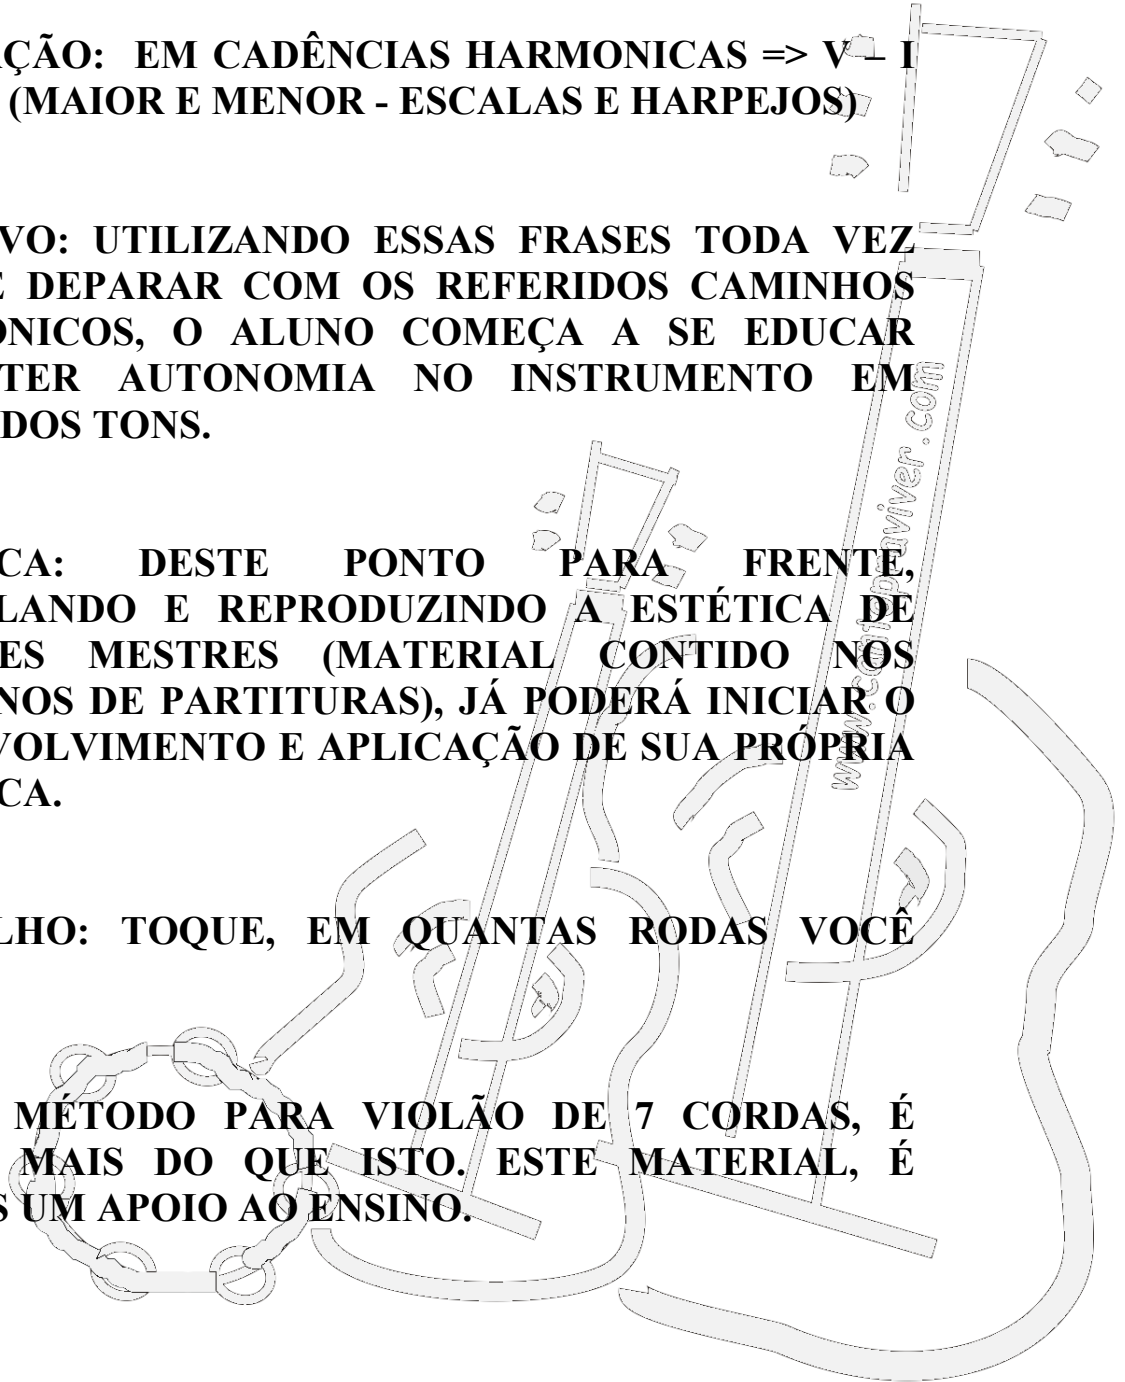 AÇÃO: EM CADÊNCIAS HARMONICAS => V – I
(MAIOR E MENOR - ESCALAS E HARPEJOS)
VO: UTILIZANDO ESSAS FRASES TODA VEZ
E DEPARAR COM OS REFERIDOS CAMINHOS
ÔNICOS, O ALUNO COMEÇA A SE EDUCAR
TER AUTONOMIA NO INSTRUMENTO EM
DOS TONS.
CA: DESTE PONTO PARA FRENTE,
LANDO E REPRODUZINDO A ESTÉTICA DE
ES MESTRES (MATERIAL CONTIDO NOS
NOS DE PARTITURAS), JÁ PODERÁ INICIAR O
VOLVIMENTO E APLICAÇÃO DE SUA PRÓPRIA
CA.
LHO: TOQUE, EM QUANTAS RODAS VOCÊ
MÉTODO PARA VIOLÃO DE 7 CORDAS, É
MAIS DO QUE ISTO. ESTE MATERIAL, É
S UM APOIO AO ENSINO.